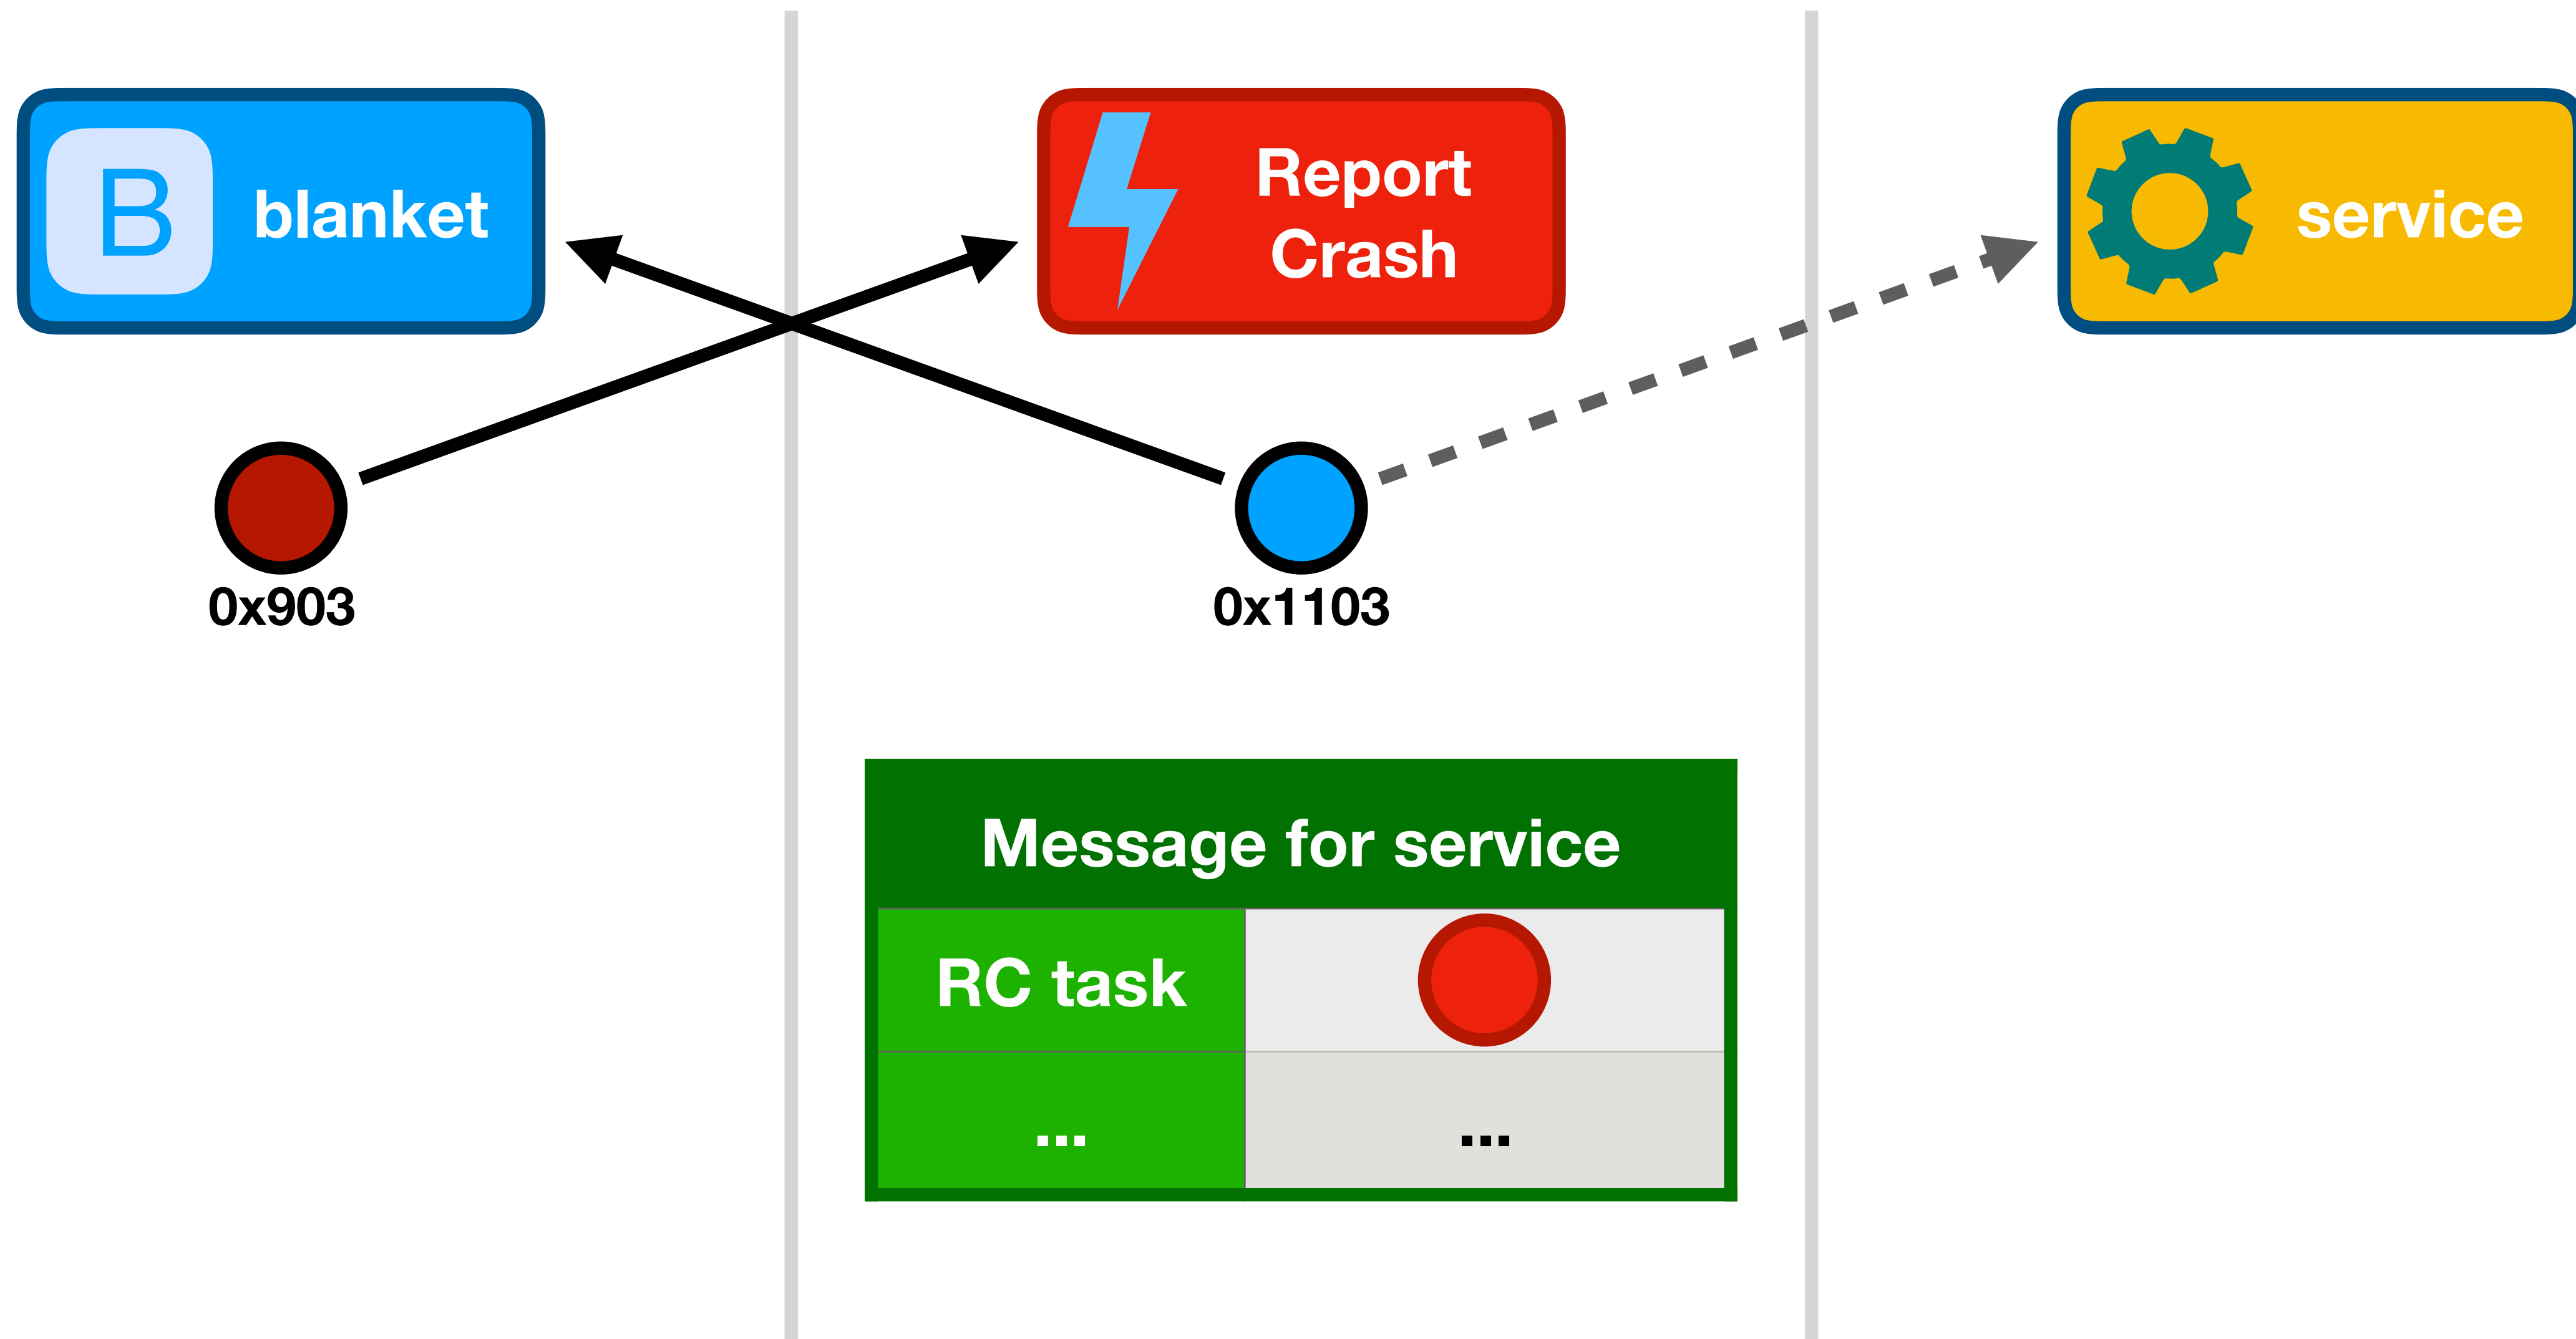 B
blanket
Report
Crash
service
0x903
0x1103
Message for service
RC task
...
...